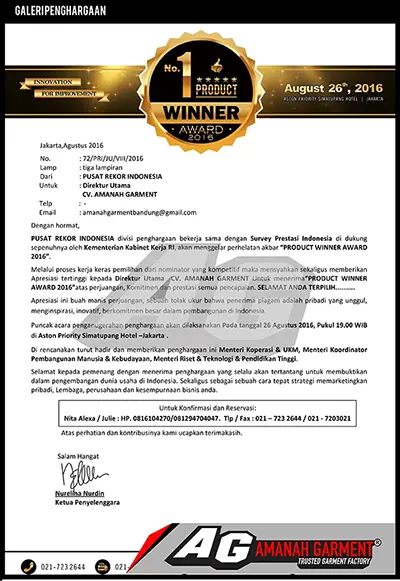 GALERIPENGHARGAAN
No. 1
PRODUCT
WINNER
AWARD
2016
INNOVATION
FOR IMPROVEMENT
August 26th, 2016
ASTON PRIORITY SIMATUPANG HOTEL | JAKARTA
Jakarta,Agustus 2016
No. : 72/PRI/JU/VIII/2016
Lamp : tiga lampiran
Dari : PUSAT REKOR INDONESIA
Untuk : Direktur Utama
CV. AMANAH GARMENT
Telp : -
Email : amanahgarmentbandung@gmail.com
Dengan hormat,
PUSAT REKOR INDONESIA divisi penghargaan bekerja sama dengan Survey Prestasi Indonesia di dukung
sepenuhnya oleh Kementerian Kabinet Kerja RI, akan menggelar perhelatan akbar "PRODUCT WINNER AWARD
2016".
Melalui proses kerja keras pemilihan dari nominator yang kompetitif maka mensyahkan sekaligus memberikan
Apresiasi tertinggi kepada Direktur Utama CV. AMANAH GARMENT Untuk menerima"PRODUCT WINNER
AWARD 2016"atas perjuangan, Komitmen dan prestasi semua pencapaian. SELAMAT ANDA TERPILIH..........
Apresiasi ini buah manis perjuangan, sebuah tolak ukur bahwa penerima piagam adalah pribadi yang unggul,
menginspirasi, inovatif, berkomitmen besar dalam pembangunan di Indonesia.
Puncak acara penganugerahan penghargaan akan dilaksanakan Pada tanggal 26 Agustus 2016, Pukul 19.00 WIB
di Aston Priority Simatupang Hotel –Jakarta .
Di rencanakan turut hadir dan memberikan penghargaan ini Menteri Koperasi & UKM, Menteri Koordinator
Pembangunan Manusia & Kebudayaan, Menteri Riset & Teknologi & Pendidikan Tinggi.
Selamat kepada pemenang dengan menerima penghargaan yang selalu akan tertantang untuk membuktikan
dalam pengembangan dunia usaha di Indonesia. Sekaligus sebagai sebuah cara tepat strategi memarketingkan
pribadi, Lembaga, perusahaan dan kesempurnaan bisnis anda.
Untuk Konfirmasi dan Reservasi:
Nita Alexa / Julie : HP. 0816104270/081294704047. Tlp / Fax : 021 – 723 2644 / 021 - 7203021
Atas perhatian dan kontribusinya kami ucapkan terimakasih.
Salam Hangat
Nureliha Nurdin
Ketua Penyelenggara
021-723 2644
021-
AG AMANAH GARMENT®
TRUSTED GARMENT FACTORY